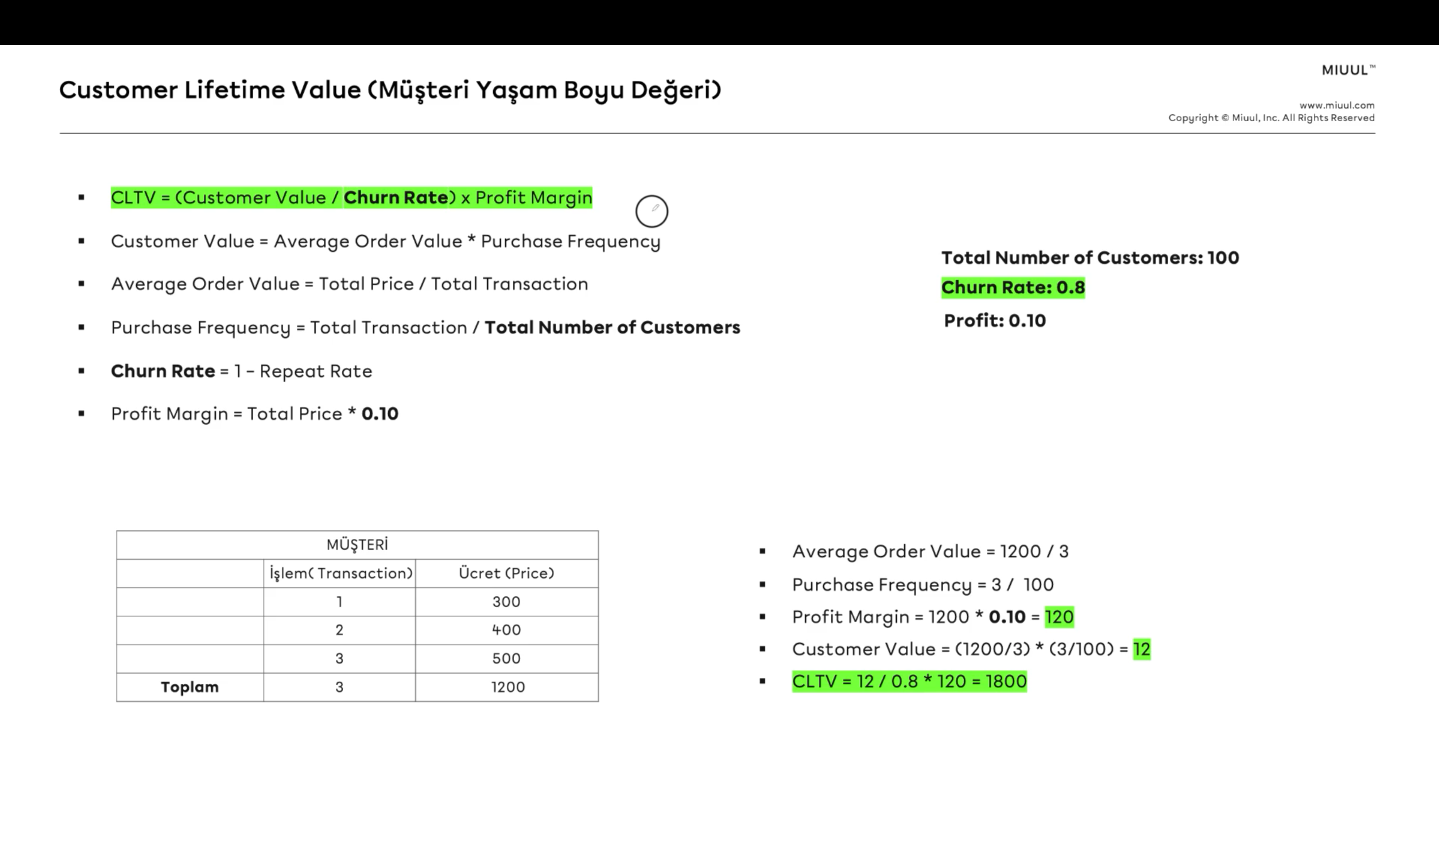 MIUUL™
Customer Lifetime Value (Müşteri Yaşam Boyu Değeri)
www.miuul.com
Copyright © Miuul, Inc. All Rights Reserved
▪ CLTV = (Customer Value / Churn Rate) x Profit Margin
▪ Customer Value = Average Order Value * Purchase Frequency
▪ Average Order Value = Total Price / Total Transaction
▪ Purchase Frequency = Total Transaction / Total Number of Customers
▪ Churn Rate = 1 – Repeat Rate
▪ Profit Margin = Total Price * 0.10
Total Number of Customers: 100
Churn Rate: 0.8
Profit: 0.10
MÜŞTERİ
İşlem( Transaction) Ücret (Price)
1 300
2 400
3 500
Toplam 3 1200
▪ Average Order Value = 1200 / 3
▪ Purchase Frequency = 3 / 100
▪ Profit Margin = 1200 * 0.10 = 120
▪ Customer Value = (1200/3) * (3/100) = 12
▪ CLTV = 12 / 0.8 * 120 = 1800